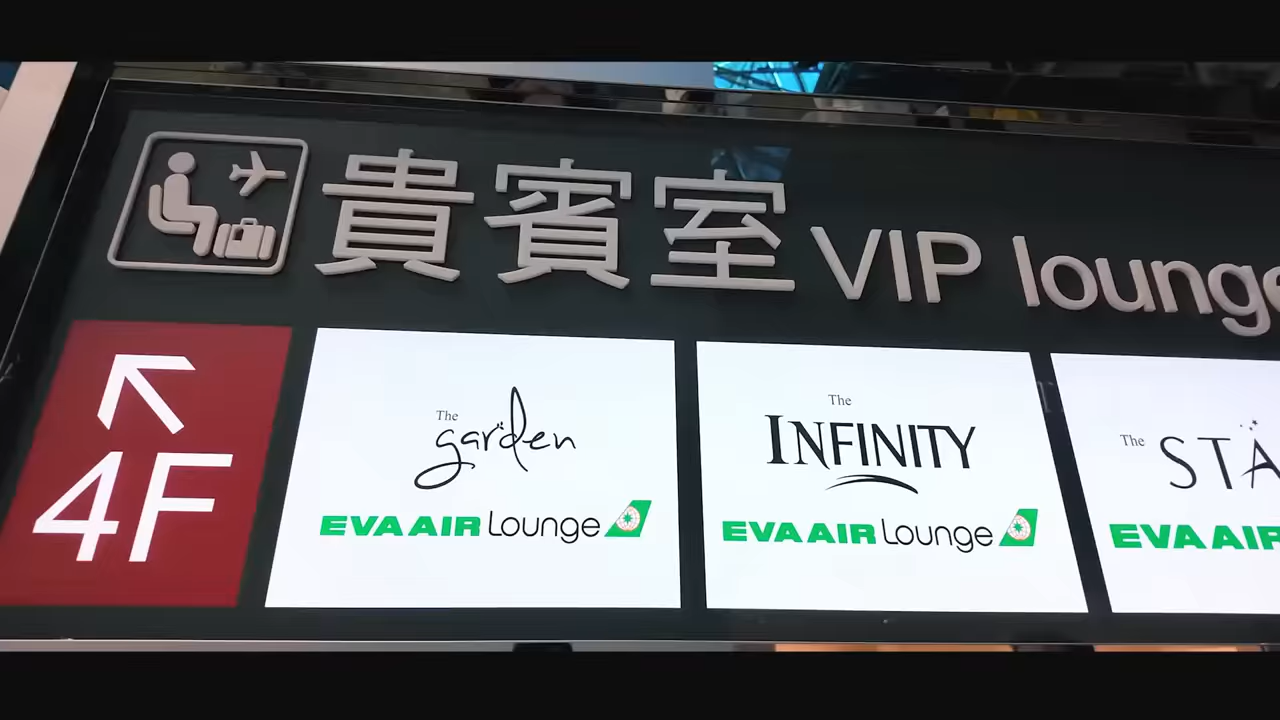 貴賓室 VIP lounge
4F
The garden
EVA AIR Lounge
The INFINITY
EVA AIR Lounge
The STA
EVA AIR